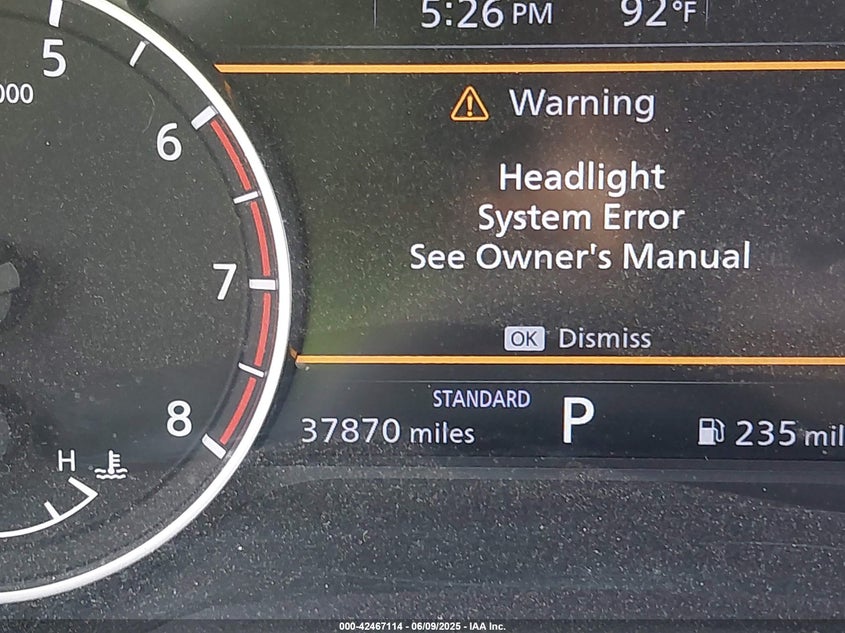 5:26 PM 92°F
5
000
6
7
8
H
Warning
Headlight
System Error
See Owner's Manual
OK Dismiss
STANDARD
37870 miles P 235 mil
000-42467114 - 06/09/2025 - IAA Inc.